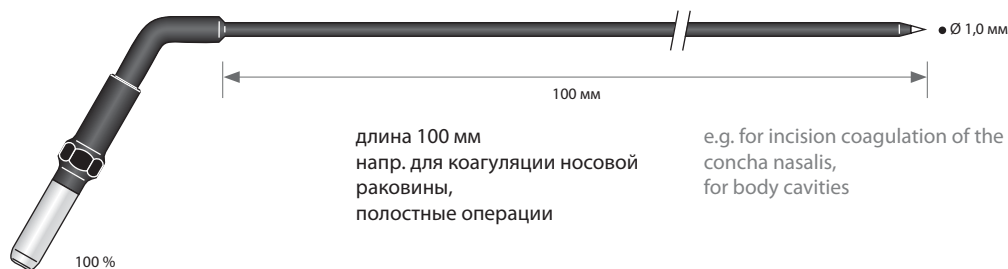 ● Ø 1,0 мм
100 мм
длина 100 мм
напр. для коагуляции носовой
раковины,
полостные операции
e.g. for incision coagulation of the
concha nasalis,
for body cavities
100 %